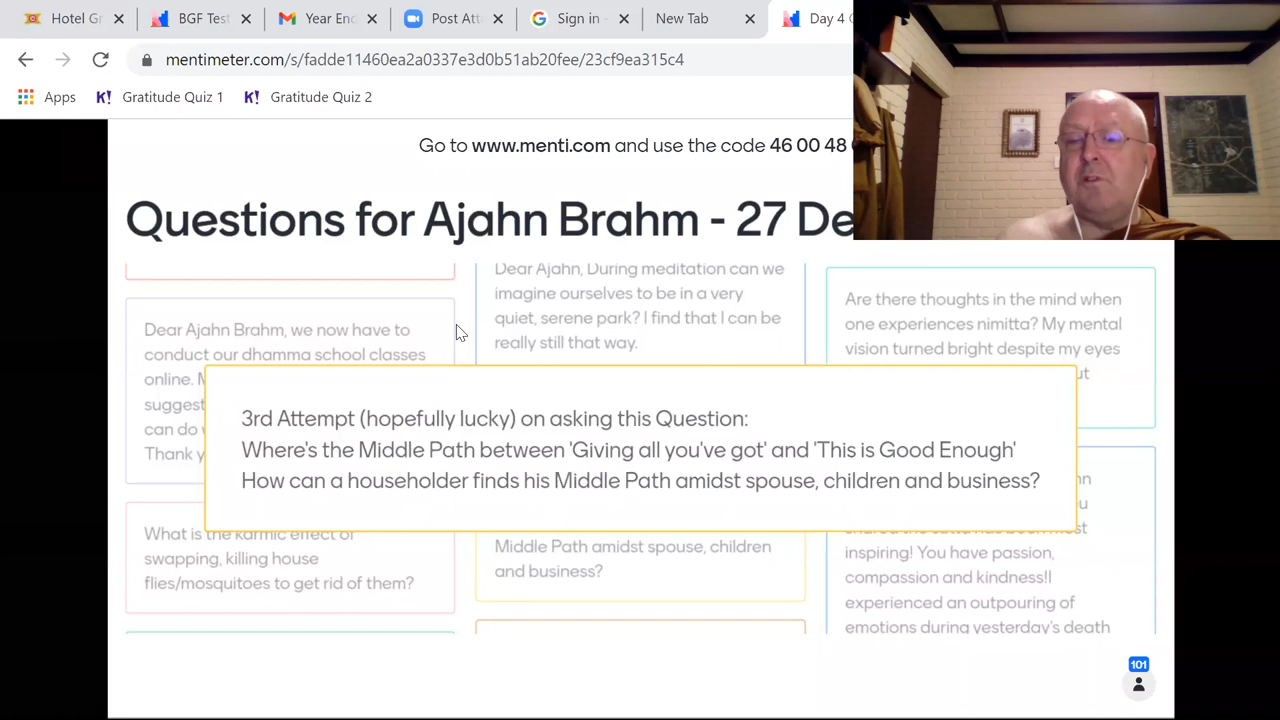 Hotel Gr
BGF Test
Year End
Post Att
Sign in -
New Tab
Day 4
mentimeter.com/s/fadde11460ea2a0337e3d0b51ab20fee/23cf9ea315c4
Apps
Gratitude Quiz 1
Gratitude Quiz 2
Go to www.menti.com and use the code 46 00 48
Questions for Ajahn Brahm - 27 De
Dear Ajahn Brahm, we now have to
conduct our dhamma school classes
online.
suggest
can do
Thank y
What is the karmic effect of
swapping, killing house
flies/mosquitoes to get rid of them?
Dear Ajahn, During meditation can we
imagine ourselves to be in a very
quiet, serene park? I find that I can be
really still that way.
3rd Attempt (hopefully lucky) on asking this Question:
Where's the Middle Path between 'Giving all you've got' and 'This is Good Enough'
How can a householder finds his Middle Path amidst spouse, children and business?
Middle Path amidst spouse, children
and business?
Are there thoughts in the mind when
one experiences nimitta? My mental
vision turned bright despite my eyes
inspiring! You have passion,
compassion and kindness!I
experienced an outpouring of
emotions during yesterday's death
101